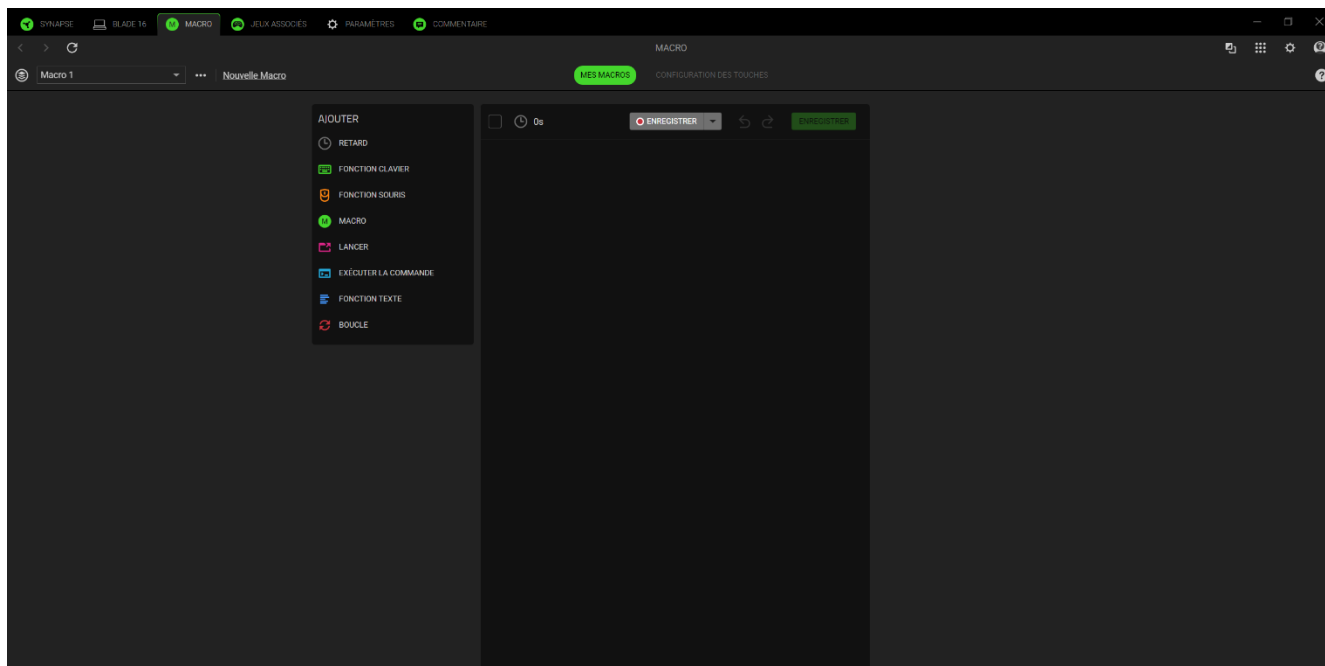 SYNAPSE BLADE 16 MACRO JEUX ASSOCIÉS PARAMÈTRES COMMENTAIRE
MACRO
Macro 1 Nouvelle Macro MES MACROS CONFIGURATION DES TOUCHES
AJOUTER
RETARD
FONCTION CLAVIER
FONCTION SOURIS
MACRO
LANCER
EXÉCUTER LA COMMANDE
FONCTION TEXTE
BOUCLE
0s ENREGISTRER ENREGISTRER